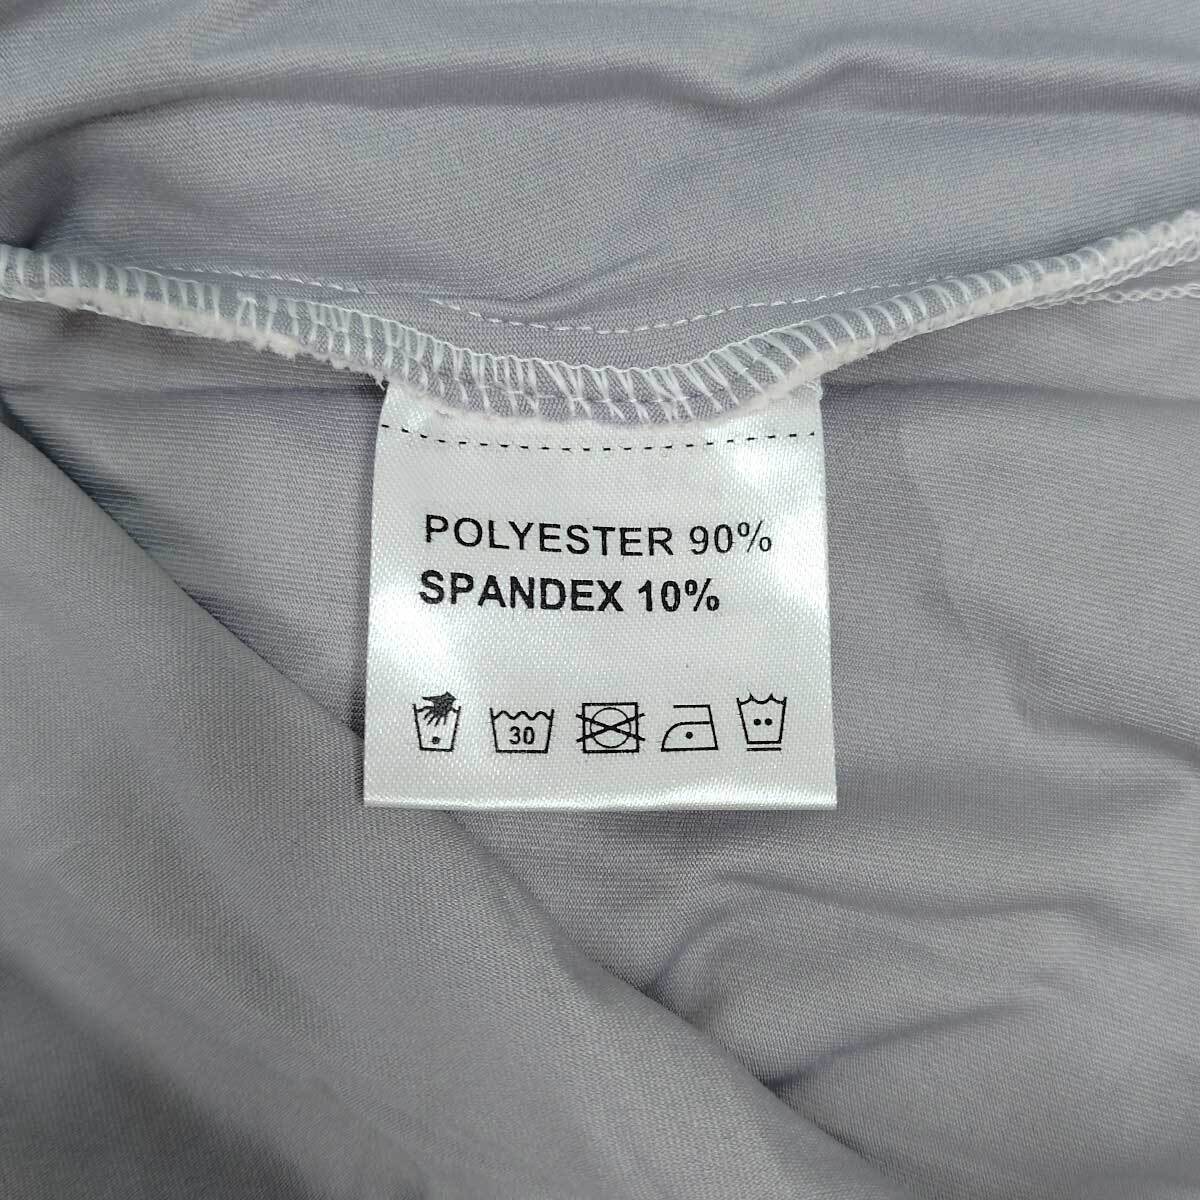 POLYESTER 90%
SPANDEX 10%
30